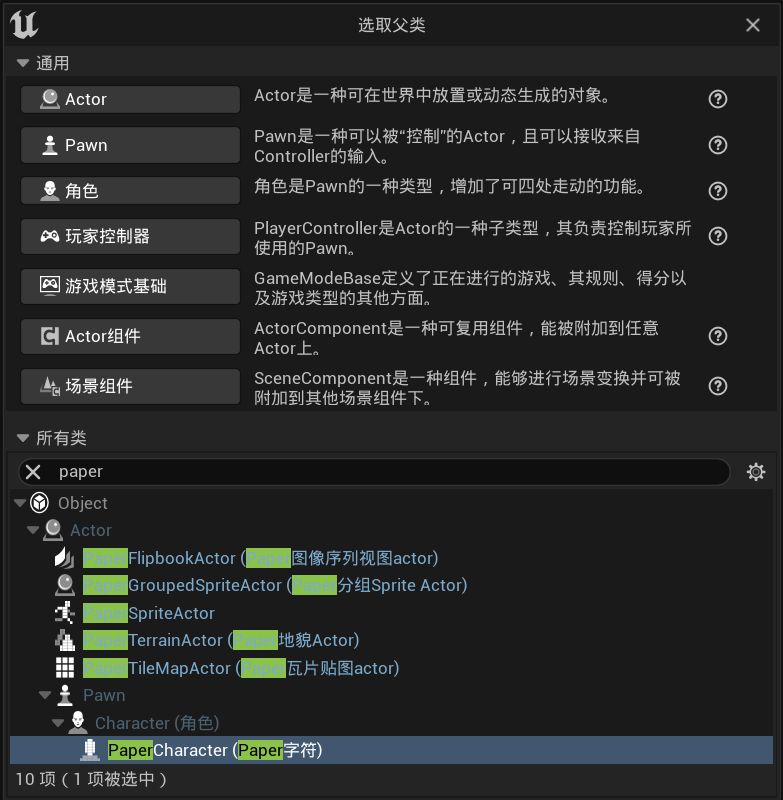 选取父类
通用
Actor
Actor是一种可在世界中放置或动态生成的对象。
Pawn
Pawn是一种可以被“控制”的Actor，且可以接收来自
Controller的输入。
角色
角色是Pawn的一种类型，增加了可四处走动的功能。
玩家控制器
PlayerController是Actor的一种子类型，其负责控制玩家所
使用的Pawn。
游戏模式基础
GameModeBase定义了正在进行的游戏、其规则、得分以
及游戏类型的其他方面。
Actor组件
ActorComponent是一种可复用组件，能被附加到任意
Actor上。
场景组件
SceneComponent是一种组件，能够进行场景变换并可被
附加到其他场景组件下。
所有类
paper
Object
Actor
PaperFlipbookActor (Paper图像序列视图actor)
PaperGroupedSpriteActor (Paper分组Sprite Actor)
PaperSpriteActor
PaperTerrainActor (Paper地貌Actor)
PaperTileMapActor (Paper瓦片贴图actor)
Pawn
Character (角色)
PaperCharacter (Paper字符)
10 项（1 项被选中）